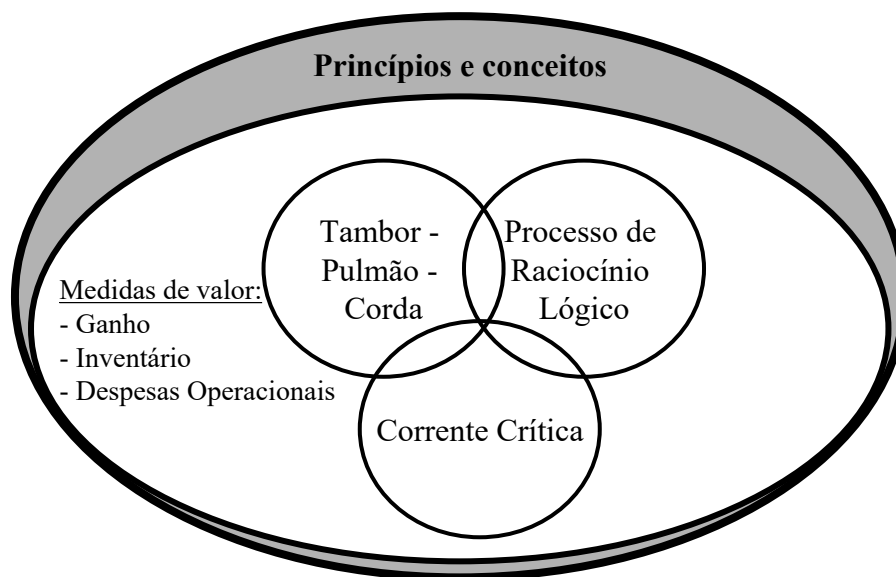 Princípios e conceitos
Tambor -
Pulmão -
Corda
Processo de
Raciocínio
Lógico
Medidas de valor:
- Ganho
- Inventário
- Despesas Operacionais
Corrente Crítica